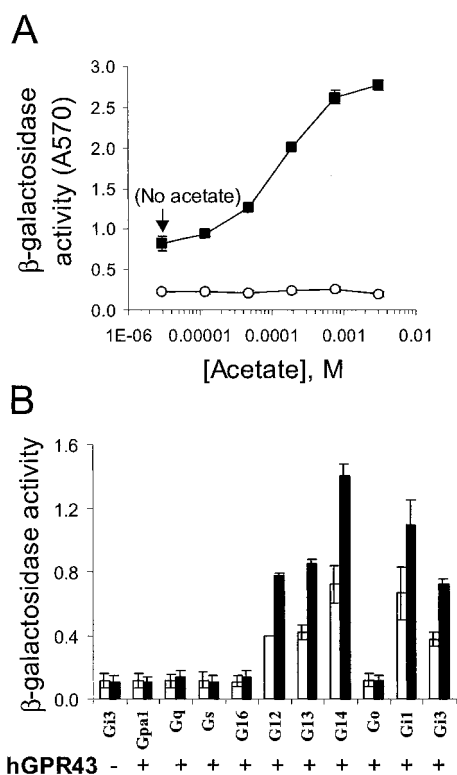 A
β-galactosidase
activity (A570)
3.0
2.5
2.0
1.5
1.0
0.5
0.0
(No acetate)
1E-06 0.00001 0.0001 0.001 0.01
[Acetate], M
B
β-galactosidase activity
1.6
1.2
0.8
0.4
0.0
Gi3 Gpa1 Gq Gs G16 G12 G13 G14 Go Gi1 Gi3
hGPR43 - + + + + + + + + + +